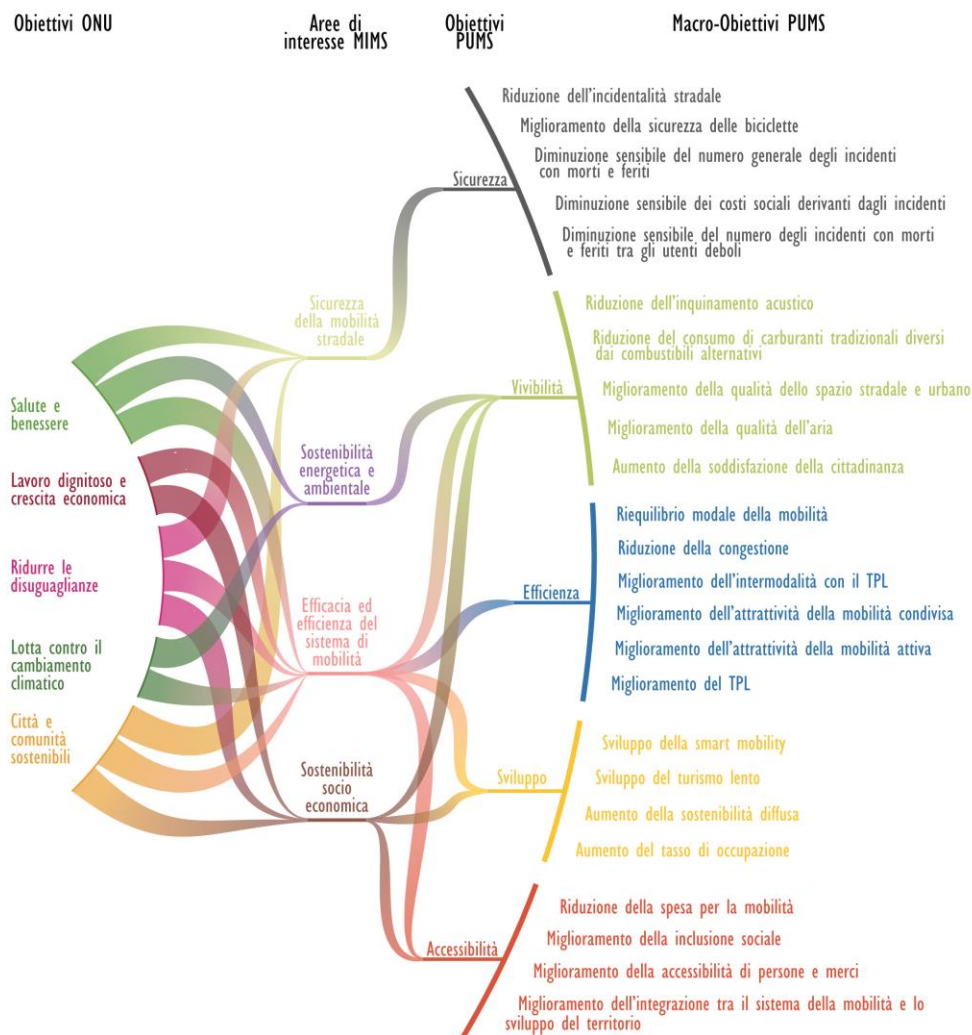 Obiettivi ONU
Aree di
interesse MIMS
Obiettivi
PUMS
Macro-Obiettivi PUMS
Salute e
benessere
Lavoro dignitoso e
crescita economica
Ridurre le
disuguaglianze
Lotta contro il
cambiamento
climatico
Città e
comunità
sostenibili
Sicurezza
della mobilità
stradale
Sostenibilità
energetica e
ambientale
Efficacia ed
efficienza del
sistema di
mobilità
Sostenibilità
socio
economica
Sicurezza
Riduzione dell'incidentalità stradale
Miglioramento della sicurezza delle biciclette
Diminuzione sensibile del numero generale degli incidenti
con morti e feriti
Diminuzione sensibile dei costi sociali derivanti dagli incidenti
Diminuzione sensibile del numero degli incidenti con morti
e feriti tra gli utenti deboli
Vivibilità
Riduzione dell'inquinamento acustico
Riduzione del consumo di carburanti tradizionali diversi
dai combustibili alternativi
Miglioramento della qualità dello spazio stradale e urbano
Miglioramento della qualità dell'aria
Aumento della soddisfazione della cittadinanza
Efficienza
Riequilibrio modale della mobilità
Riduzione della congestione
Miglioramento dell'intermodalità con il TPL
Miglioramento dell'attrattività della mobilità condivisa
Miglioramento dell'attrattività della mobilità attiva
Miglioramento del TPL
Sviluppo
Sviluppo della smart mobility
Sviluppo del turismo lento
Aumento della sostenibilità diffusa
Aumento del tasso di occupazione
Accessibilità
Riduzione della spesa per la mobilità
Miglioramento della inclusione sociale
Miglioramento della accessibilità di persone e merci
Miglioramento dell'integrazione tra il sistema della mobilità e lo
sviluppo del territorio